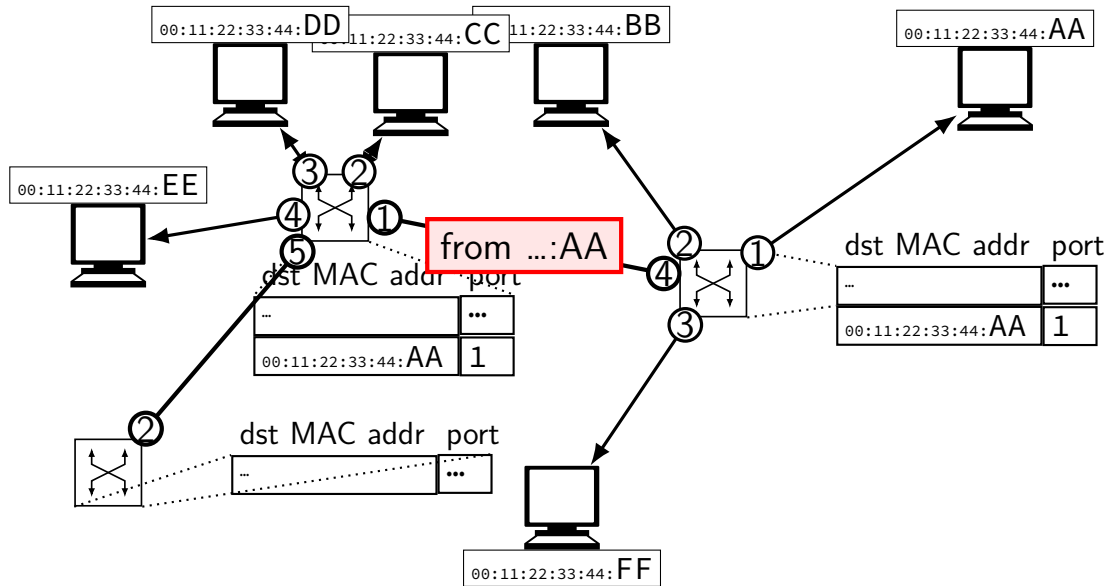 00:11:22:33:44:DD
00:11:22:33:44:CC
00:11:22:33:44:BB
00:11:22:33:44:AA
00:11:22:33:44:EE
3
2
4
1
5
from ...:AA
2
1
4
3
dst MAC addr port
... ...
00:11:22:33:44:AA 1
dst MAC addr port
... ...
00:11:22:33:44:AA 1
2
dst MAC addr port
... ...
00:11:22:33:44:FF